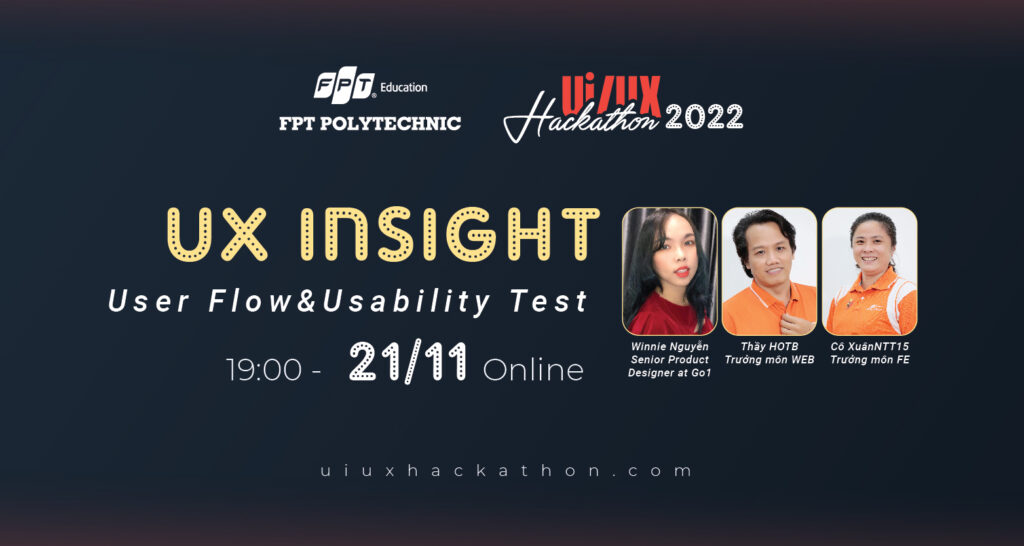 FPT® Education
FPT POLYTECHNIC
Ui/UX
Hackathon 2022
UX INSIGHT
User Flow&Usability Test
19:00 - 21/11 Online
Winnie Nguyễn
Senior Product
Designer at Go1
Thầy HOTB
Trưởng môn WEB
Cô XuânNTT15
Trưởng môn FE
uiuxhackathon.com